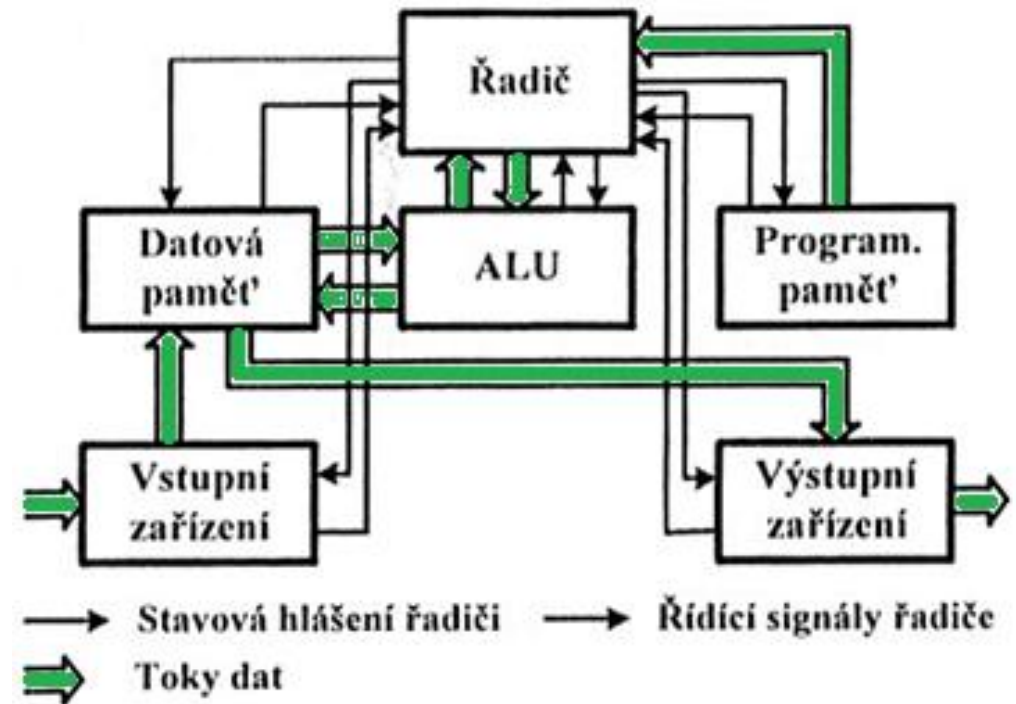 Řadič
Datová
paměť
ALU
Program.
paměť
Vstupní
zařízení
Výstupní
zařízení
Stavová hlášení řadiči
Řídící signály řadiče
Toky dat